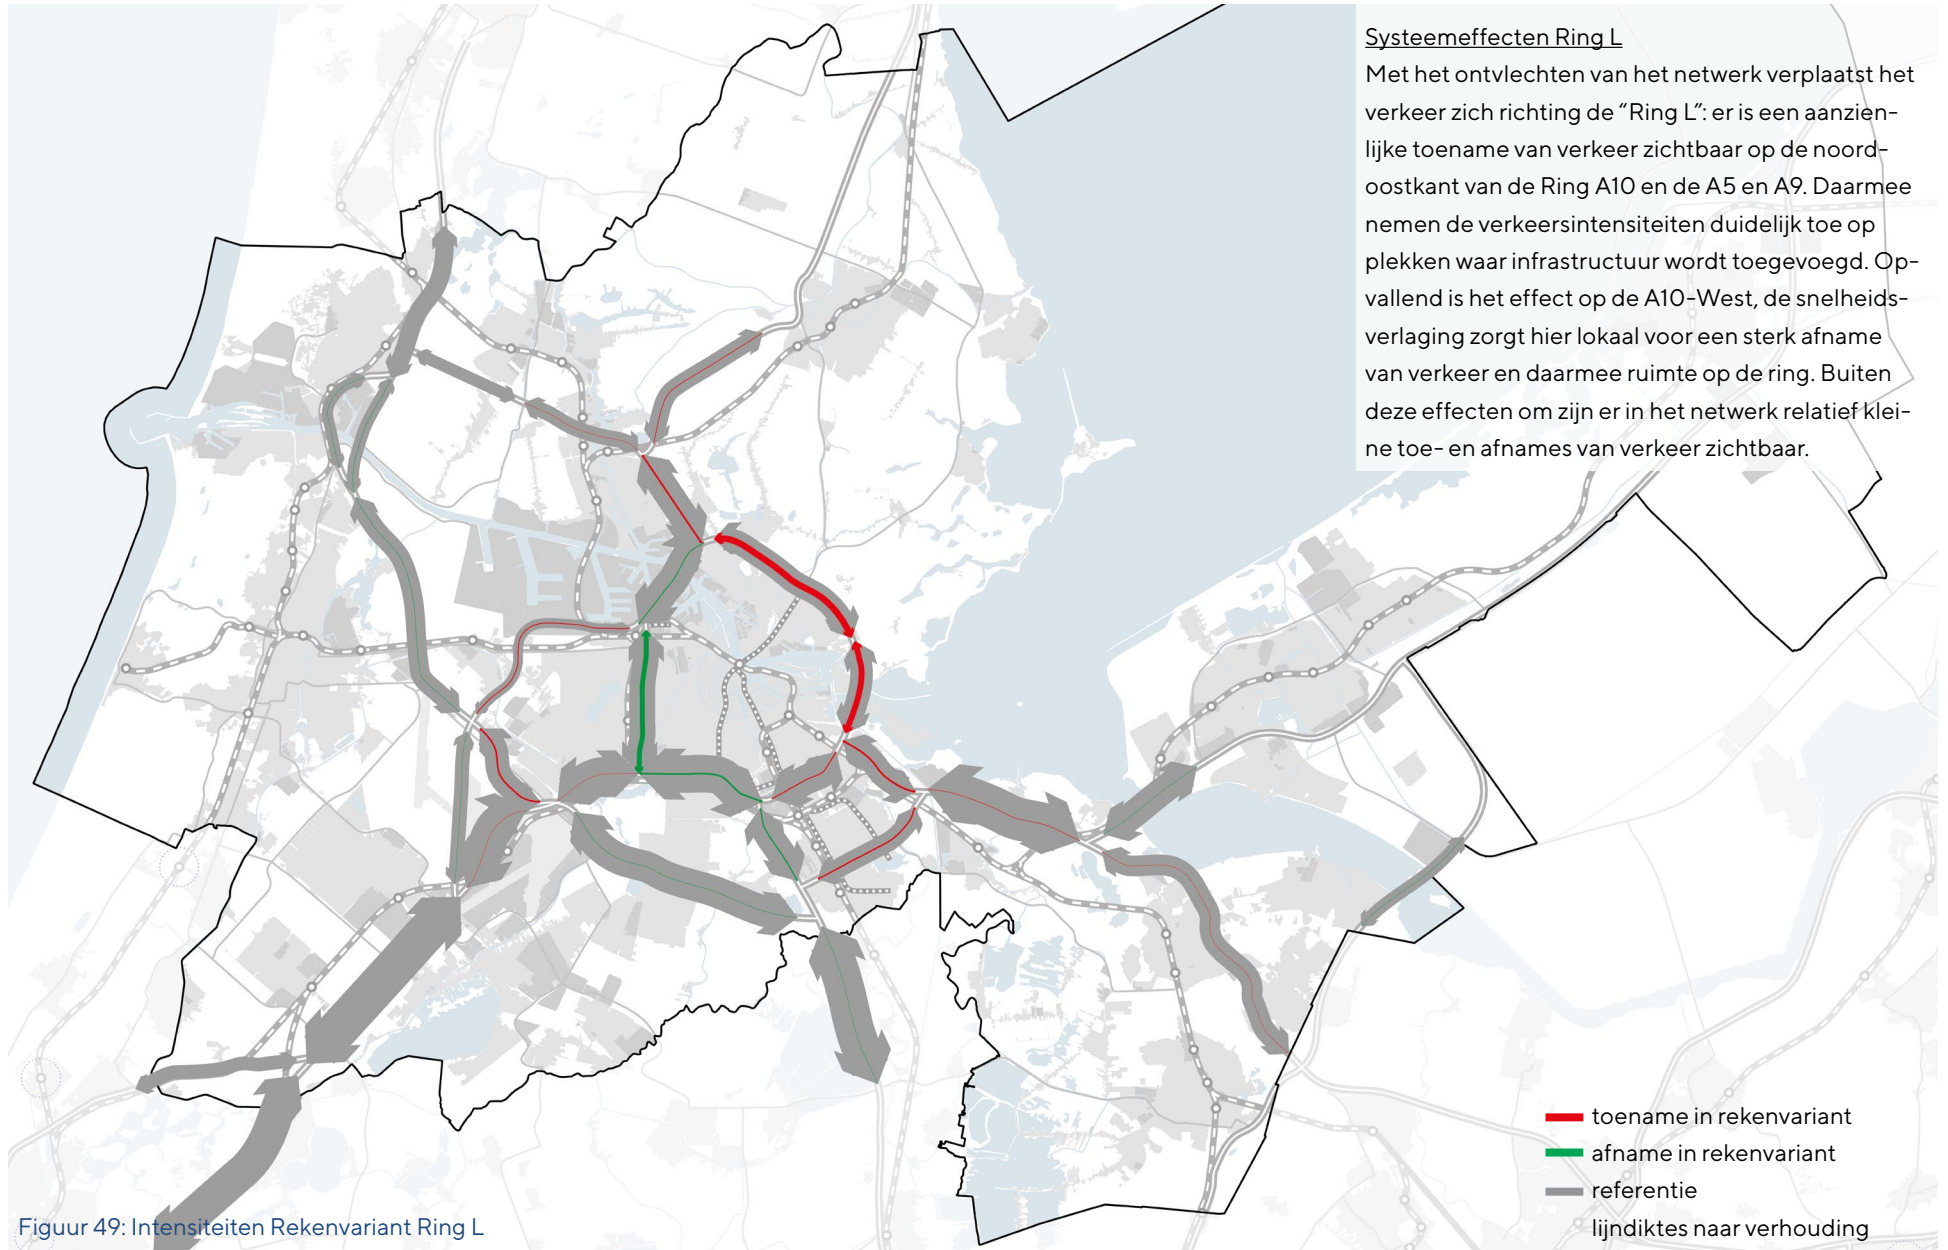 Systeemeffecten Ring L
Met het ontvlechten van het netwerk verplaatst het
verkeer zich richting de “Ring L”: er is een aanzien-
lijke toename van verkeer zichtbaar op de noord-
oostkant van de Ring A10 en de A5 en A9. Daarmee
nemen de verkeersintensiteiten duidelijk toe op
plekken waar infrastructuur wordt toegevoegd. Op-
vallend is het effect op de A10-West, de snelheids-
verlaging zorgt hier lokaal voor een sterk afname
van verkeer en daarmee ruimte op de ring. Buiten
deze effecten om zijn er in het netwerk relatief klei-
ne toe- en afnames van verkeer zichtbaar.
toename in rekenvariant
afname in rekenvariant
referentie
lijndiktes naar verhouding
Figuur 49: Intensiteiten Rekenvariant Ring L